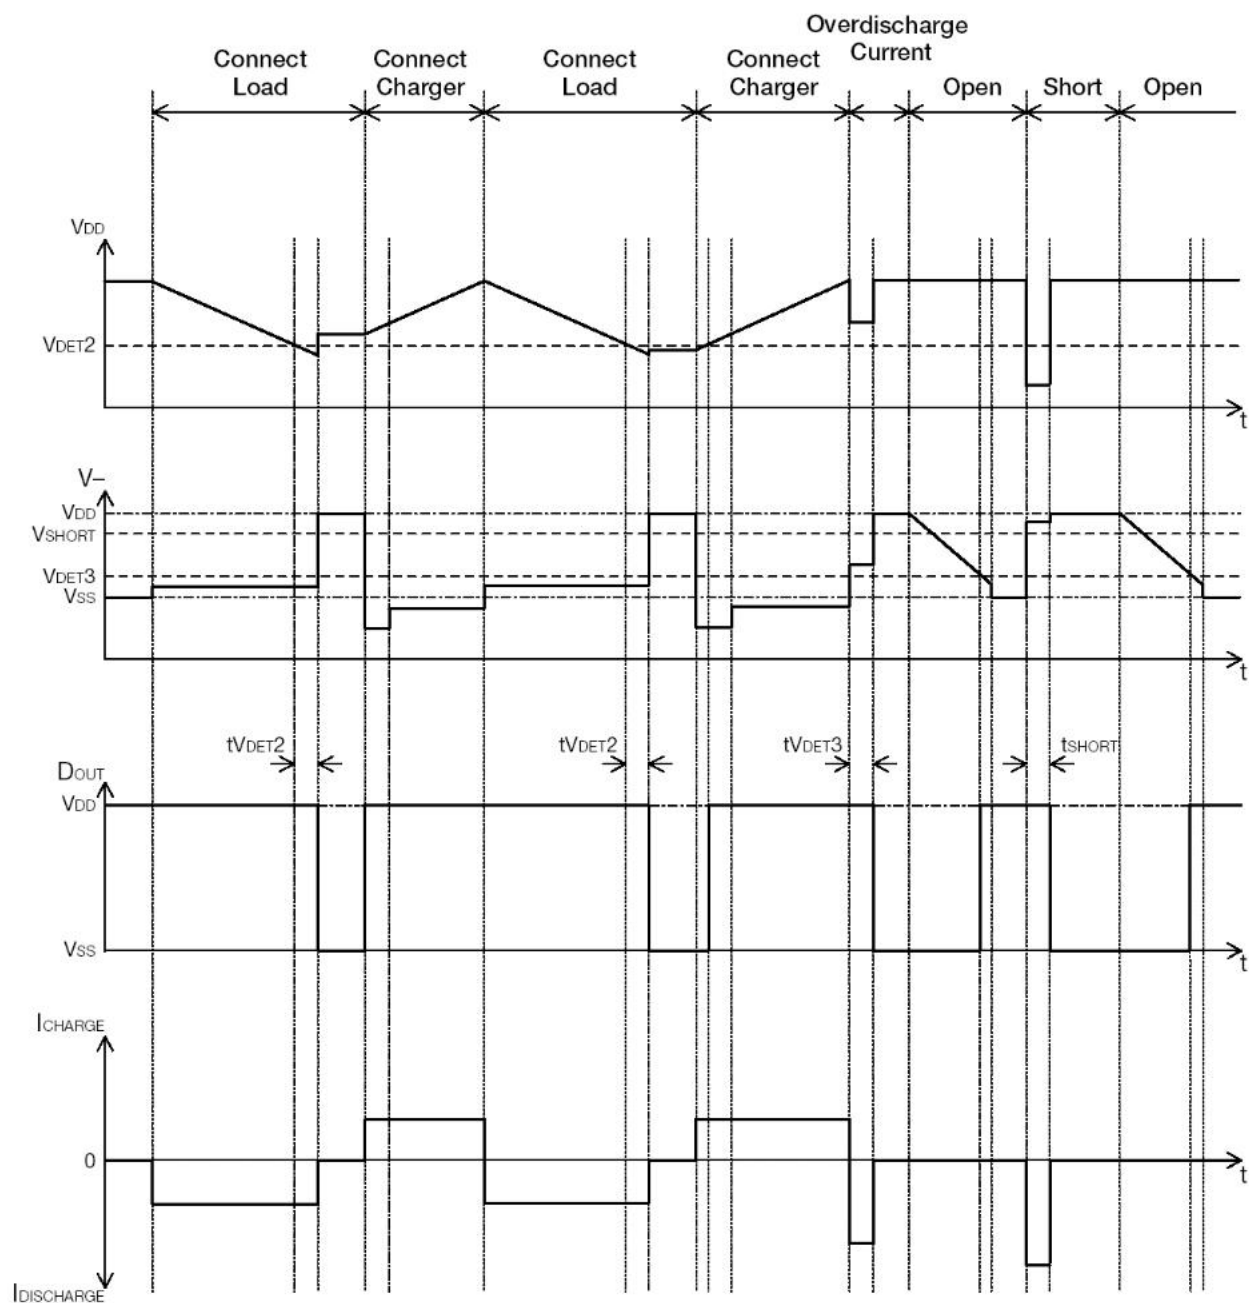 Overdischarge
Current
Connect
Load
Connect
Charger
Connect
Load
Connect
Charger
Open
Short
Open
VDD
VDET2
t
V–
VDD
VSHORT
VDET3
VSS
t
tVDET2
tVDET2
tVDET3
tSHORT
DOUT
VDD
VSS
t
ICHARGE
0
t
IDISCHARGE